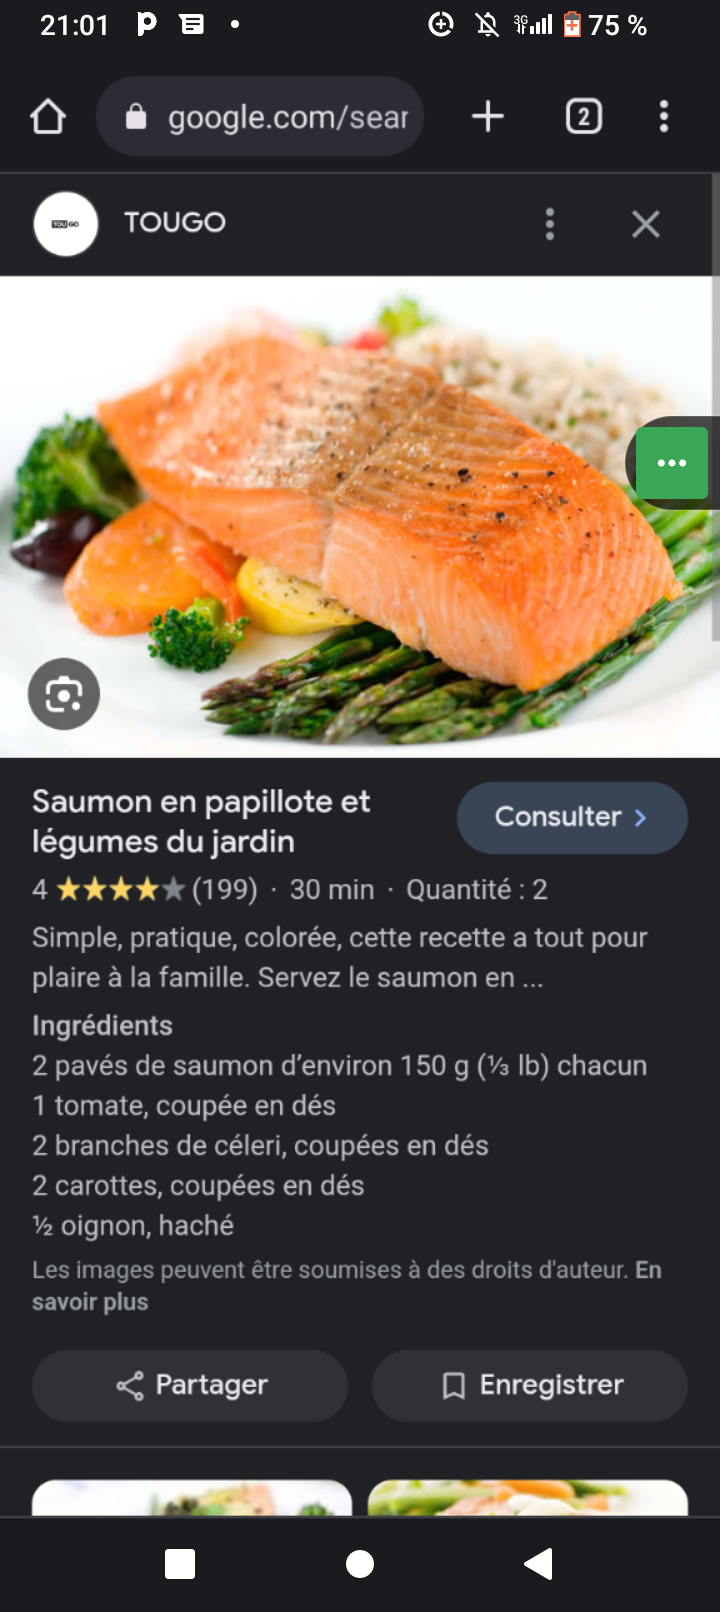 21:01
3G
75 %
google.com/sear
2
TOUGO
TOUGO
Saumon en papillote et
légumes du jardin
Consulter
4 (199) · 30 min · Quantité : 2
Simple, pratique, colorée, cette recette a tout pour
plaire à la famille. Servez le saumon en ...
Ingrédients
2 pavés de saumon d’environ 150 g (⅓ lb) chacun
1 tomate, coupée en dés
2 branches de céleri, coupées en dés
2 carottes, coupées en dés
½ oignon, haché
Les images peuvent être soumises à des droits d'auteur. En
savoir plus
Partager
Enregistrer